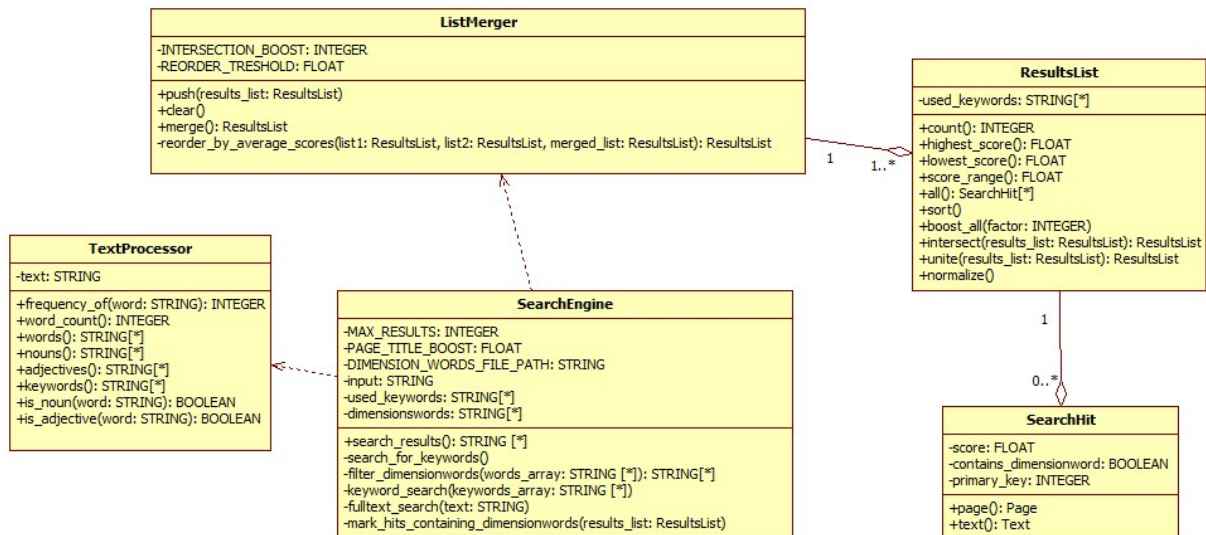 ListMerger
-INTERSECTION_BOOST: INTEGER
-REORDER_TRESHOLD: FLOAT
+push(results_list: ResultsList)
+clear()
+merge(): ResultsList
-reorder_by_average_scores(list1: ResultsList, list2: ResultsList, merged_list: ResultsList): ResultsList
1
1..*
ResultsList
-used_keywords: STRING[*]
+count(): INTEGER
+highest_score(): FLOAT
+lowest_score(): FLOAT
+score_range(): FLOAT
+all(): SearchHit[*]
+sort()
+boost_all(factor: INTEGER)
+intersect(results_list: ResultsList): ResultsList
+unite(results_list: ResultsList): ResultsList
+normalize()
TextProcessor
-text: STRING
+frequency_of(word: STRING): INTEGER
+word_count(): INTEGER
+words(): STRING[*]
+nouns(): STRING[*]
+adjectives(): STRING[*]
+keywords(): STRING[*]
+is_noun(word: STRING): BOOLEAN
+is_adjective(word: STRING): BOOLEAN
SearchEngine
-MAX_RESULTS: INTEGER
-PAGE_TITLE_BOOST: FLOAT
-DIMENSION_WORDS_FILE_PATH: STRING
-input: STRING
-used_keywords: STRING[*]
-dimensionswords: STRING[*]
+search_results(): STRING [*]
-search_for_keywords()
-filter_dimensionwords(words_array: STRING [*]): STRING[*]
-keyword_search(keywords_array: STRING [*])
-fulltext_search(text: STRING)
-mark_hits_containing_dimensionwords(results_list: ResultsList)
1
0..*
SearchHit
-score: FLOAT
-contains_dimensionword: BOOLEAN
-primary_key: INTEGER
+page(): Page
+text(): Text